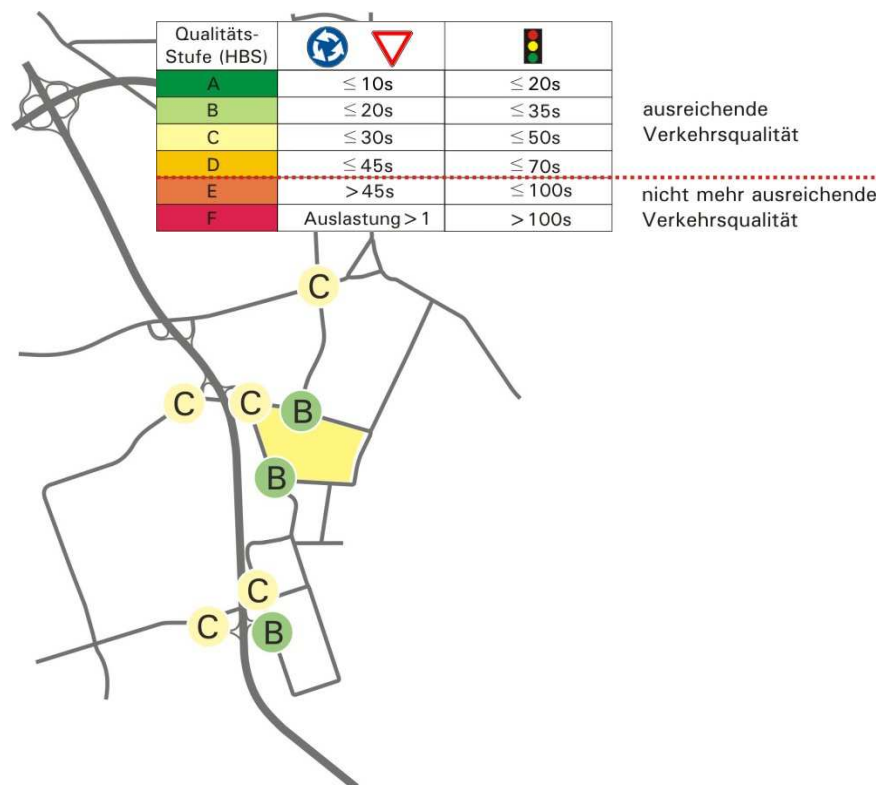 Qualitäts-
Stufe (HBS)
A ≤ 10s ≤ 20s
B ≤ 20s ≤ 35s
C ≤ 30s ≤ 50s
D ≤ 45s ≤ 70s
E > 45s ≤ 100s
F Auslastung > 1 > 100s
ausreichende
Verkehrsqualität
nicht mehr ausreichende
Verkehrsqualität
C
C
C
B
B
C
C
B